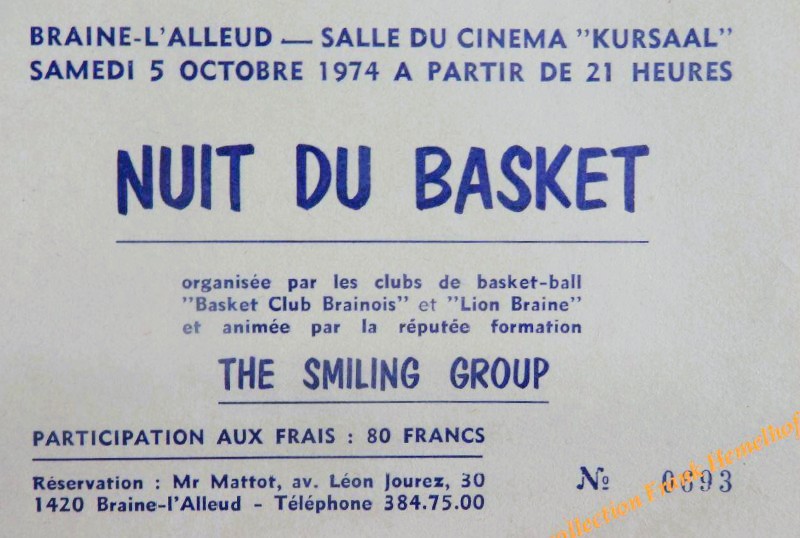 BRAINE-L'ALLEUD — SALLE DU CINEMA "KURSAAL"
SAMEDI 5 OCTOBRE 1974 A PARTIR DE 21 HEURES
NUIT DU BASKET
organisée par les clubs de basket-ball
"Basket Club Brainois" et "Lion Braine"
et animée par la réputée formation
THE SMILING GROUP
PARTICIPATION AUX FRAIS : 80 FRANCS
Réservation : Mr Mattot, av. Léon Jourez, 30
1420 Braine-l'Alleud - Téléphone 384.75.00
№ 0693
Frank Hemelhof